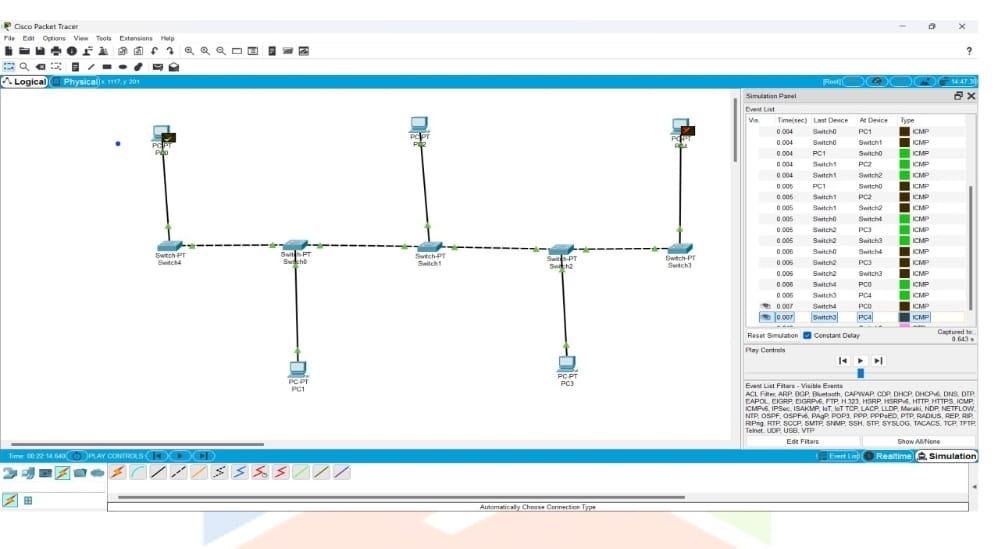 Cisco Packet Tracer
File Edit Options View Tools Extensions Help
?
Logical Physical x: 1117, y: 201 [Root] 14:47:30
Simulation Panel
Event List
Vis. Time(sec) Last Device At Device Type
0.004 Switch0 PC1 ICMP
0.004 Switch0 Switch1 ICMP
0.004 PC1 Switch0 ICMP
0.004 Switch1 PC2 ICMP
0.004 Switch1 Switch2 ICMP
0.005 PC1 Switch0 ICMP
0.005 Switch1 PC2 ICMP
0.005 Switch1 Switch2 ICMP
0.005 Switch0 Switch4 ICMP
0.005 Switch2 PC3 ICMP
0.005 Switch2 Switch3 ICMP
0.006 Switch0 Switch4 ICMP
0.006 Switch2 PC3 ICMP
0.006 Switch2 Switch3 ICMP
0.006 Switch4 PC0 ICMP
0.006 Switch3 PC4 ICMP
0.007 Switch4 PC0 ICMP
0.007 Switch3 PC4 ICMP
Reset Simulation Constant Delay Captured to:
0.643 s
Play Controls
Event List Filters - Visible Events
ACL Filter, ARP, BGP, Bluetooth, CAPWAP, CDP, DHCP, DHCPv6, DNS, DTP,
EAPOL, EIGRP, EIGRPv6, FTP, H.323, HSRP, HSRPv6, HTTP, HTTPS, ICMP,
ICMPv6, IPSec, ISAKMP, IoT, IoT TCP, LACP, LLDP, Meraki, NDP, NETFLOW,
NTP, OSPF, OSPFv6, PAgP, POP3, PPP, PPPoED, PTP, RADIUS, REP, RIP,
RIPng, RTP, SCCP, SMTP, SNMP, SSH, STP, SYSLOG, TACACS, TCP, TFTP,
Telnet, UDP, USB, VTP
Edit Filters Show All/None
PC-PT
PC0
PC-PT
PC2
PC-PT
PC4
Switch-PT
Switch4
Switch-PT
Switch0
Switch-PT
Switch1
Switch-PT
Switch2
Switch-PT
Switch3
PC-PT
PC1
PC-PT
PC3
Time: 00:22:14.640 PLAY CONTROLS: Event List Realtime Simulation
Automatically Choose Connection Type